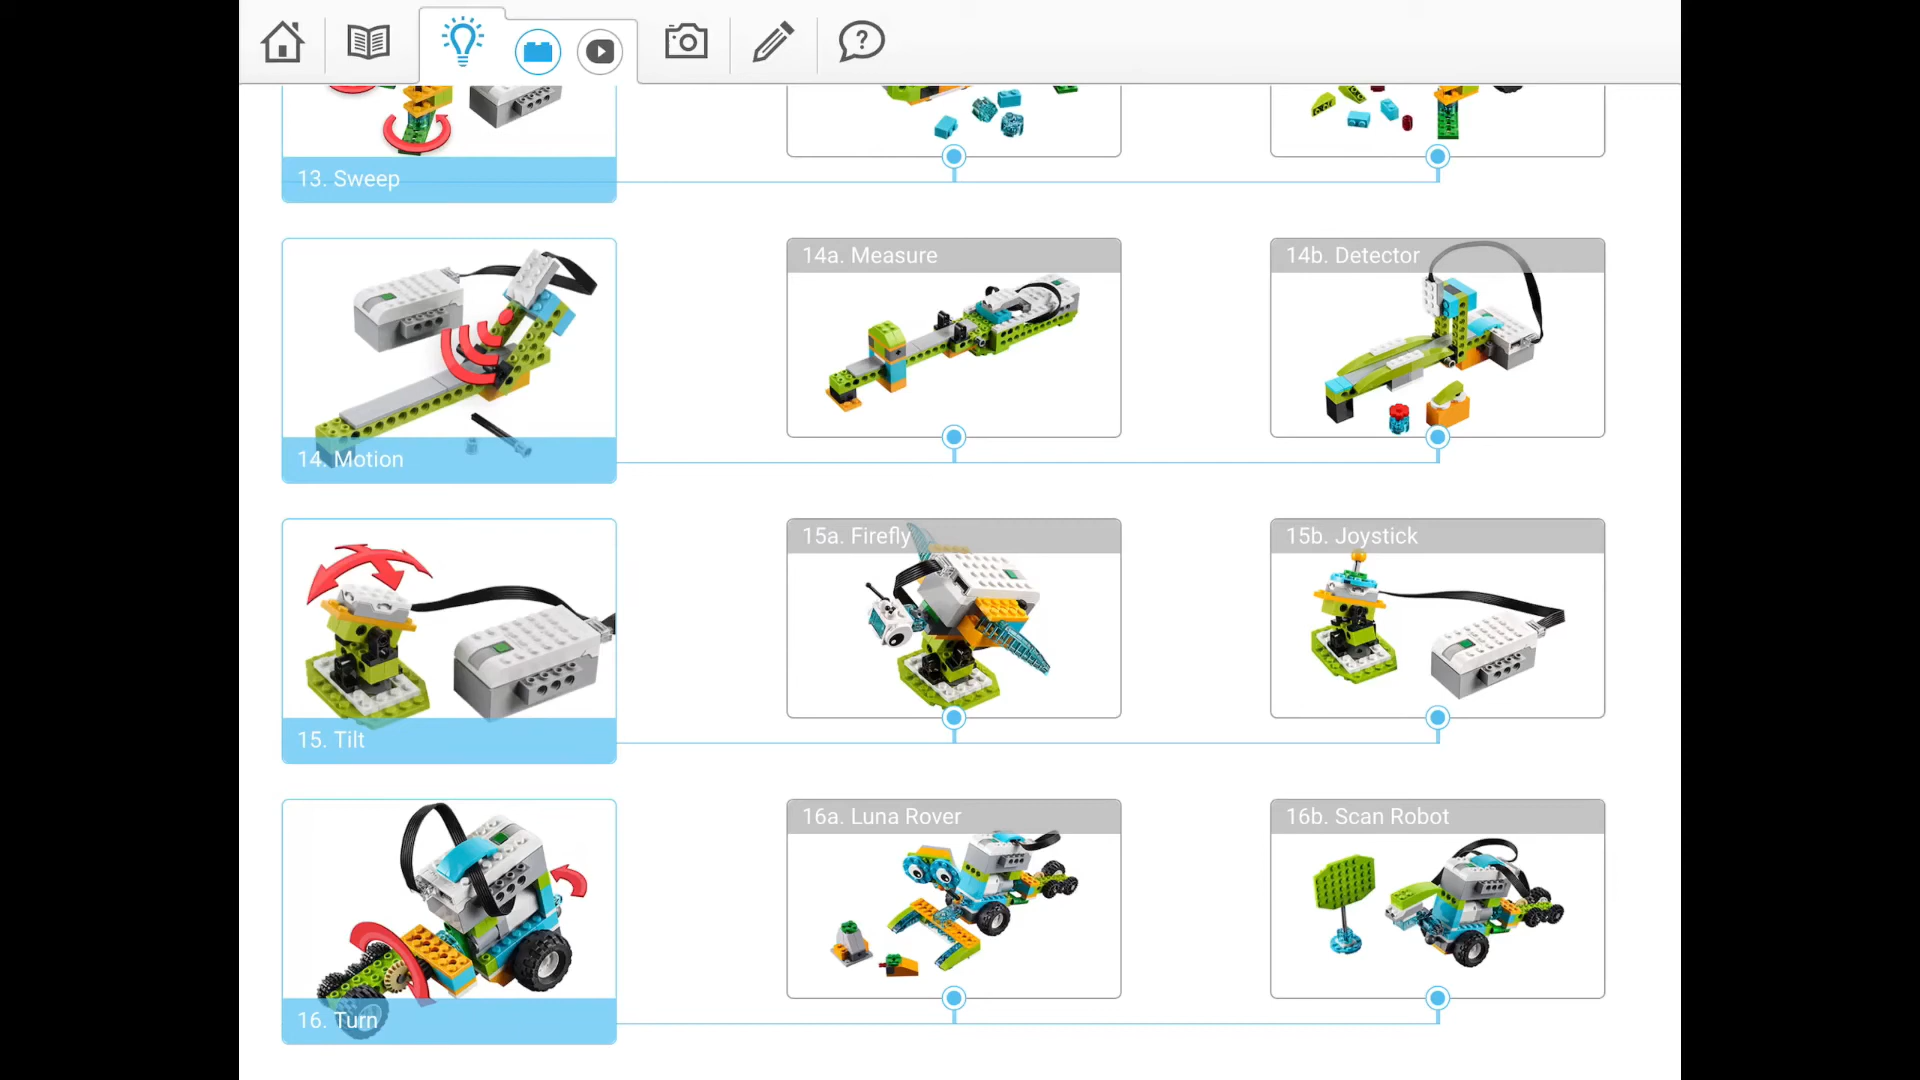 ?
13. Sweep
14a. Measure
14b. Detector
14. Motion
15a. Firefly
15b. Joystick
15. Tilt
16a. Luna Rover
16b. Scan Robot
16. Turn